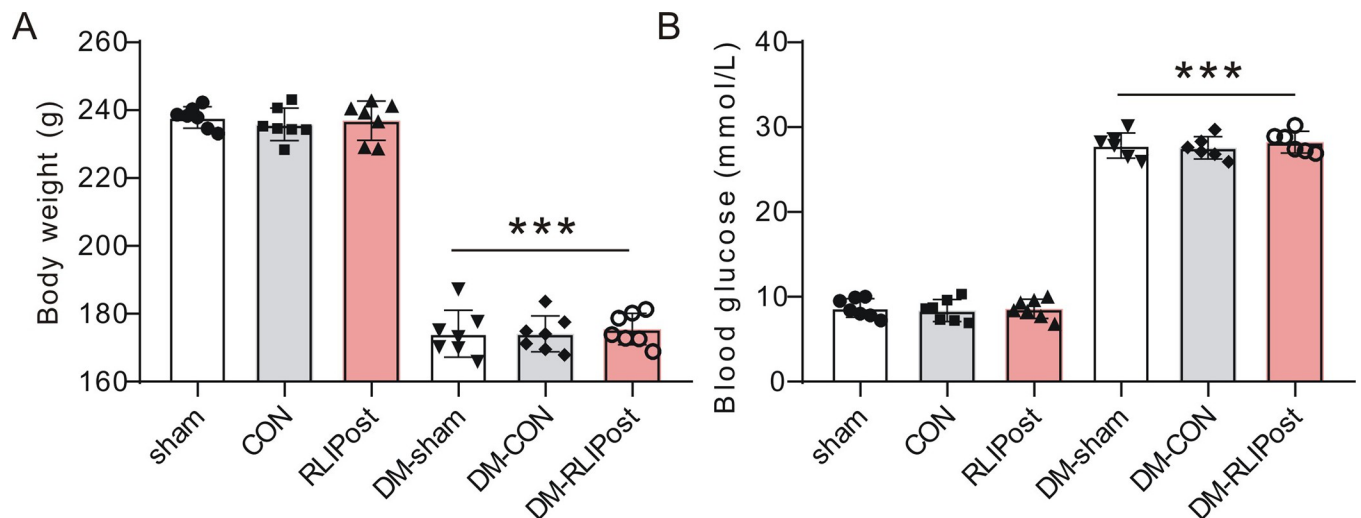 A
Body weight (g)
260
240
220
200
180
160
***
sham
CON
RLIPost
DM-sham
DM-CON
DM-RLIPost
B
Blood glucose (mmol/L)
40
30
20
10
0
***
sham
CON
RLIPost
DM-sham
DM-CON
DM-RLIPost